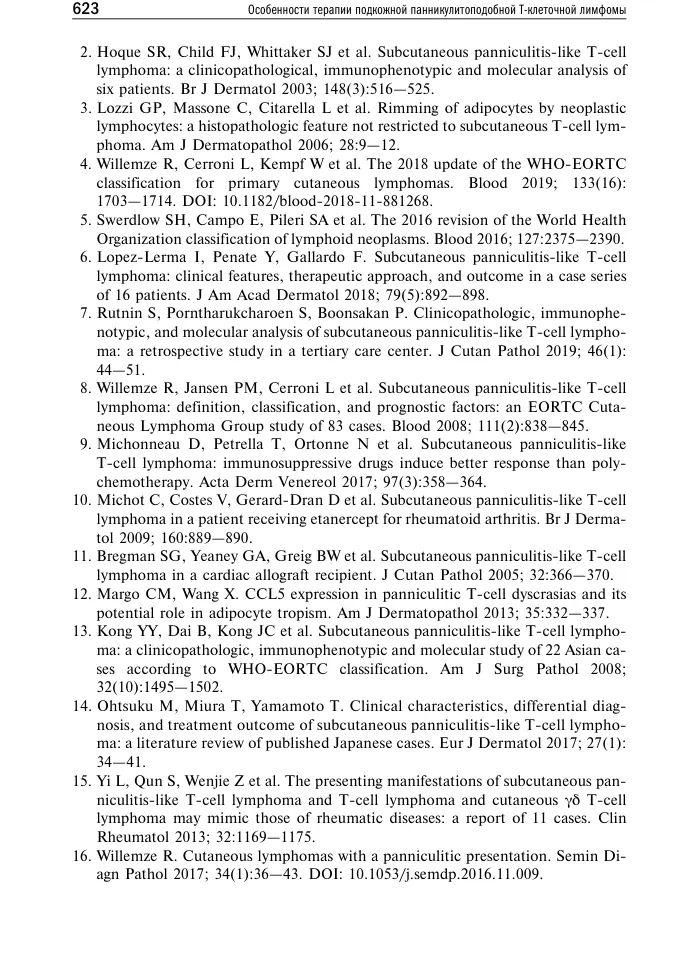 623 Особенности терапии подкожной панникулитоподобной Т-клеточной лимфомы
2. Hoque SR, Child FJ, Whittaker SJ et al. Subcutaneous panniculitis-like T-cell
lymphoma: a clinicopathological, immunophenotypic and molecular analysis of
six patients. Br J Dermatol 2003; 148(3):516—525.
3. Lozzi GP, Massone C, Citarella L et al. Rimming of adipocytes by neoplastic
lymphocytes: a histopathologic feature not restricted to subcutaneous T-cell lym-
phoma. Am J Dermatopathol 2006; 28:9—12.
4. Willemze R, Cerroni L, Kempf W et al. The 2018 update of the WHO-EORTC
classification for primary cutaneous lymphomas. Blood 2019; 133(16):
1703—1714. DOI: 10.1182/blood-2018-11-881268.
5. Swerdlow SH, Campo E, Pileri SA et al. The 2016 revision of the World Health
Organization classification of lymphoid neoplasms. Blood 2016; 127:2375—2390.
6. Lopez-Lerma I, Penate Y, Gallardo F. Subcutaneous panniculitis-like T-cell
lymphoma: clinical features, therapeutic approach, and outcome in a case series
of 16 patients. J Am Acad Dermatol 2018; 79(5):892—898.
7. Rutnin S, Porntharukcharoen S, Boonsakan P. Clinicopathologic, immunophe-
notypic, and molecular analysis of subcutaneous panniculitis-like T-cell lympho-
ma: a retrospective study in a tertiary care center. J Cutan Pathol 2019; 46(1):
44—51.
8. Willemze R, Jansen PM, Cerroni L et al. Subcutaneous panniculitis-like T-cell
lymphoma: definition, classification, and prognostic factors: an EORTC Cuta-
neous Lymphoma Group study of 83 cases. Blood 2008; 111(2):838—845.
9. Michonneau D, Petrella T, Ortonne N et al. Subcutaneous panniculitis-like
T-cell lymphoma: immunosuppressive drugs induce better response than poly-
chemotherapy. Acta Derm Venereol 2017; 97(3):358—364.
10. Michot C, Costes V, Gerard-Dran D et al. Subcutaneous panniculitis-like T-cell
lymphoma in a patient receiving etanercept for rheumatoid arthritis. Br J Derma-
tol 2009; 160:889—890.
11. Bregman SG, Yeaney GA, Greig BW et al. Subcutaneous panniculitis-like T-cell
lymphoma in a cardiac allograft recipient. J Cutan Pathol 2005; 32:366—370.
12. Margo CM, Wang X. CCL5 expression in panniculitic T-cell dyscrasias and its
potential role in adipocyte tropism. Am J Dermatopathol 2013; 35:332—337.
13. Kong YY, Dai B, Kong JC et al. Subcutaneous panniculitis-like T-cell lympho-
ma: a clinicopathologic, immunophenotypic and molecular study of 22 Asian ca-
ses according to WHO-EORTC classification. Am J Surg Pathol 2008;
32(10):1495—1502.
14. Ohtsuku M, Miura T, Yamamoto T. Clinical characteristics, differential diag-
nosis, and treatment outcome of subcutaneous panniculitis-like T-cell lympho-
ma: a literature review of published Japanese cases. Eur J Dermatol 2017; 27(1):
34—41.
15. Yi L, Qun S, Wenjie Z et al. The presenting manifestations of subcutaneous pan-
niculitis-like T-cell lymphoma and T-cell lymphoma and cutaneous γδ T-cell
lymphoma may mimic those of rheumatic diseases: a report of 11 cases. Clin
Rheumatol 2013; 32:1169—1175.
16. Willemze R. Cutaneous lymphomas with a panniculitic presentation. Semin Di-
agn Pathol 2017; 34(1):36—43. DOI: 10.1053/j.semdp.2016.11.009.